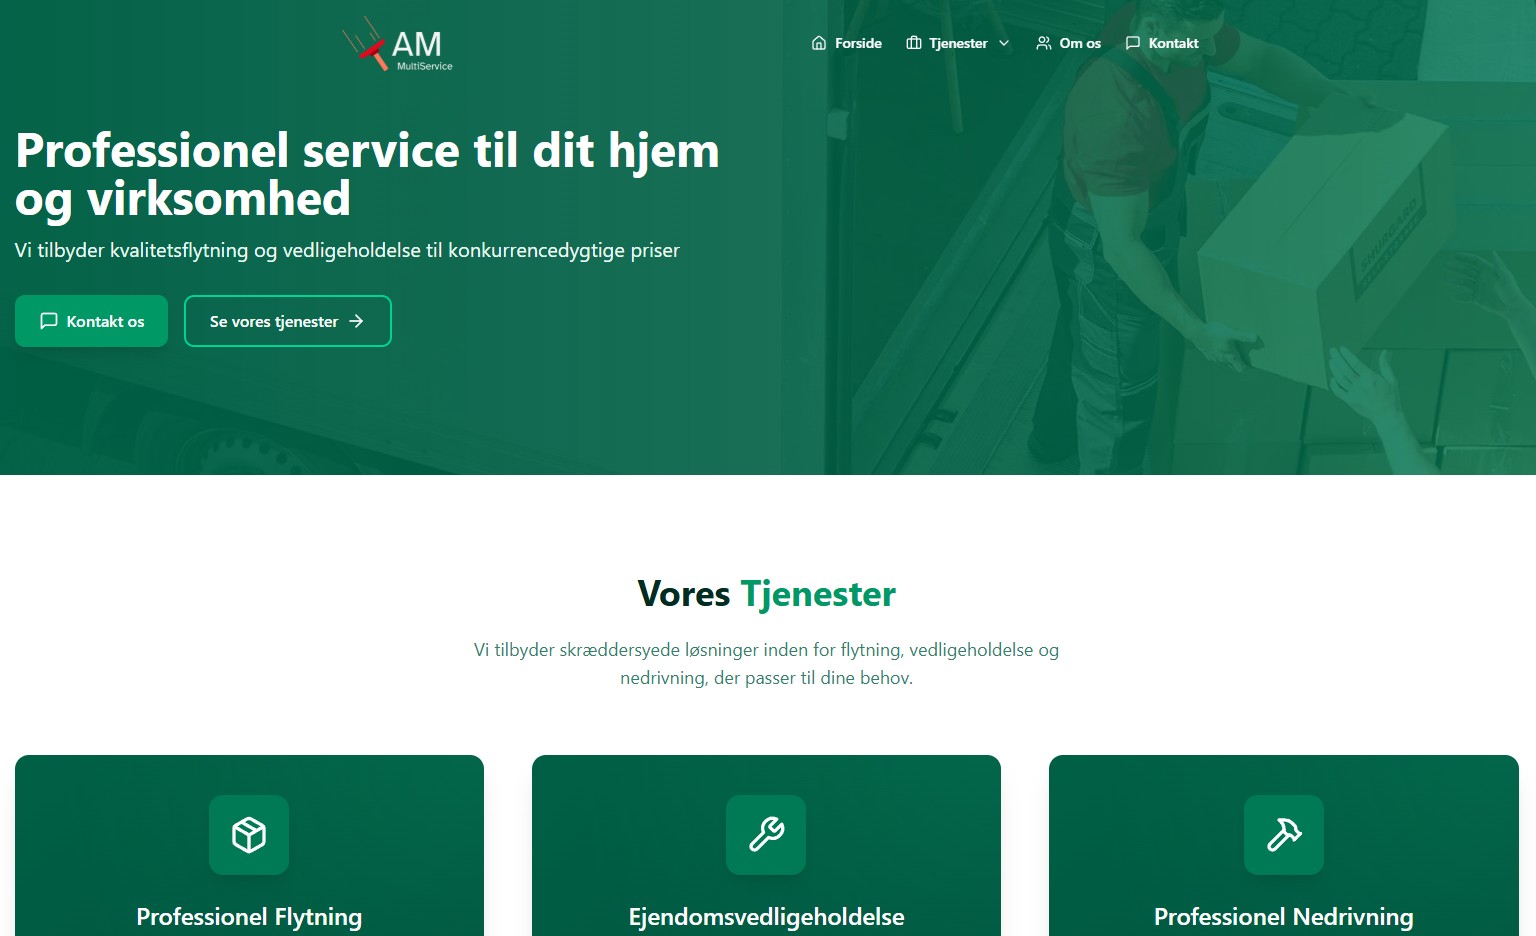 AM
MultiService
Forside
Tjenester
Om os
Kontakt
Professionel service til dit hjem
og virksomhed
Vi tilbyder kvalitetsflytning og vedligeholdelse til konkurrencedygtige priser
Kontakt os
Se vores tjenester
SHURGARD
Vores Tjenester
Vi tilbyder skræddersyede løsninger inden for flytning, vedligeholdelse og
nedrivning, der passer til dine behov.
Professionel Flytning
Ejendomsvedligeholdelse
Professionel Nedrivning